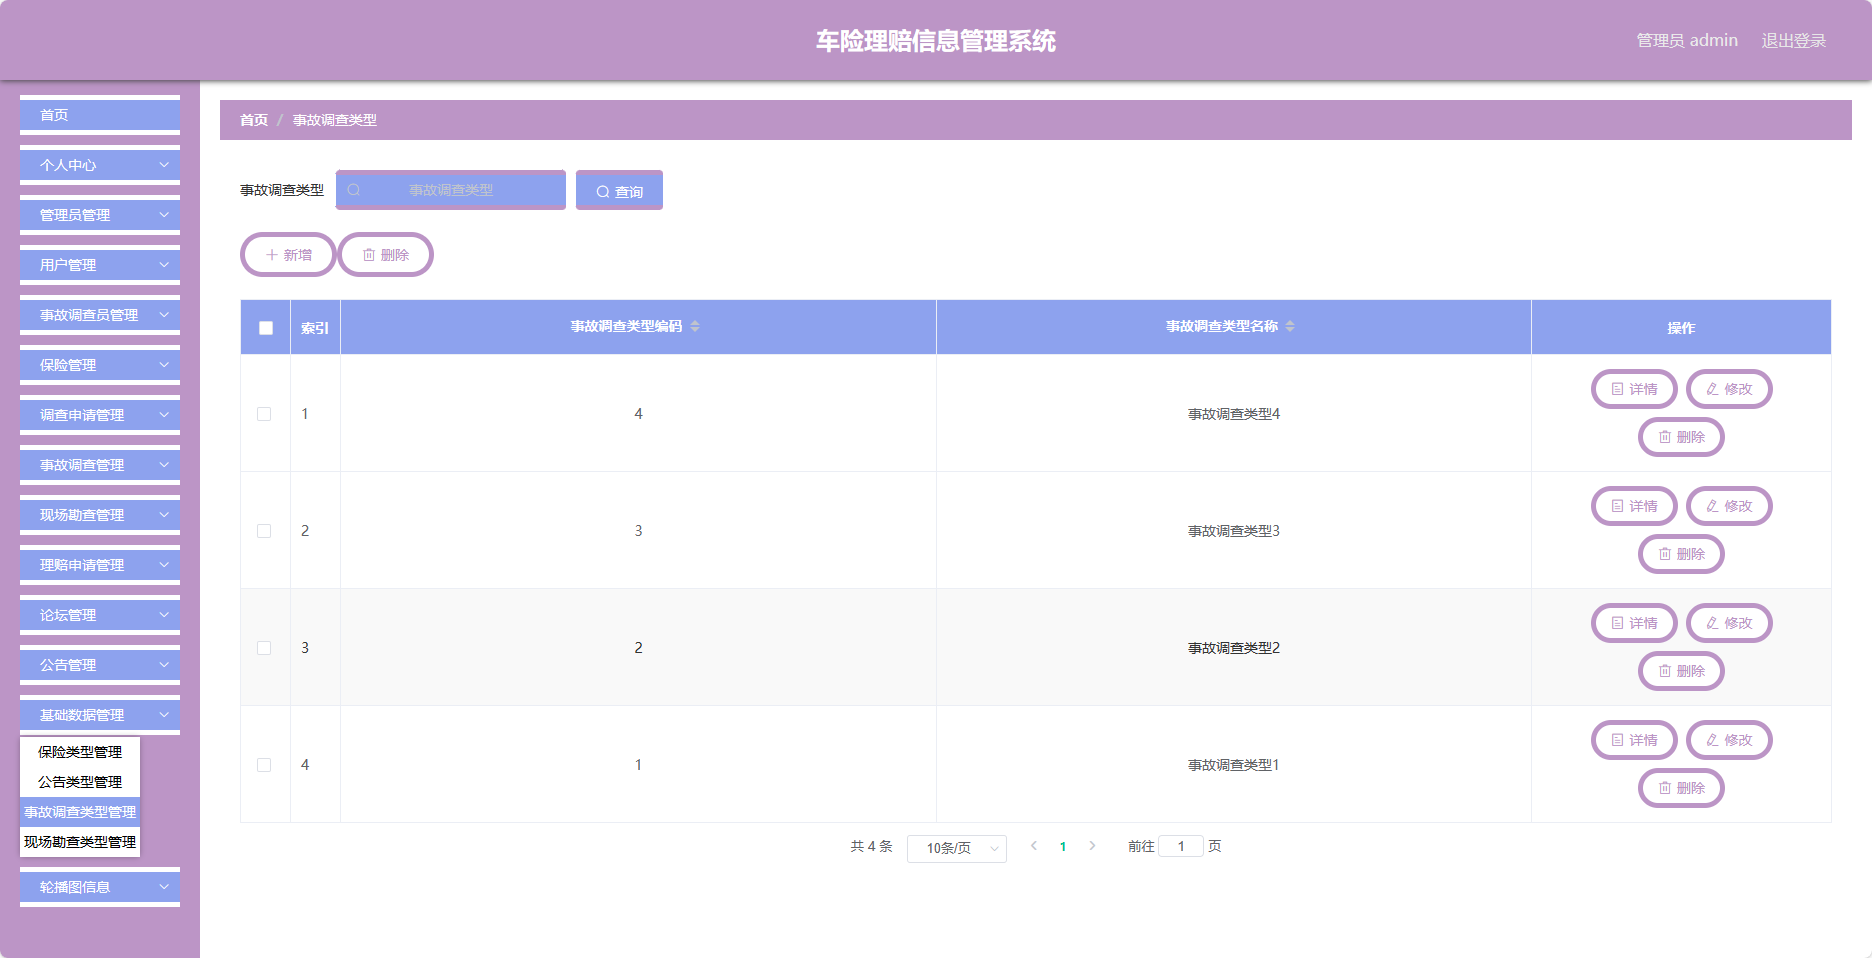 车险理赔信息管理系统
管理员 admin 退出登录
首页
个人中心
管理员管理
用户管理
事故调查员管理
保险管理
调查申请管理
事故调查管理
现场勘查管理
理赔申请管理
论坛管理
公告管理
基础数据管理
保险类型管理
公告类型管理
事故调查类型管理
现场勘查类型管理
轮播图信息
首页 / 事故调查类型
事故调查类型 事故调查类型 查询
新增 删除
索引 事故调查类型编码 事故调查类型名称 操作
1 4 事故调查类型4 详情 修改
删除
2 3 事故调查类型3 详情 修改
删除
3 2 事故调查类型2 详情 修改
删除
4 1 事故调查类型1 详情 修改
删除
共 4 条 10条/页 1 前往 1 页